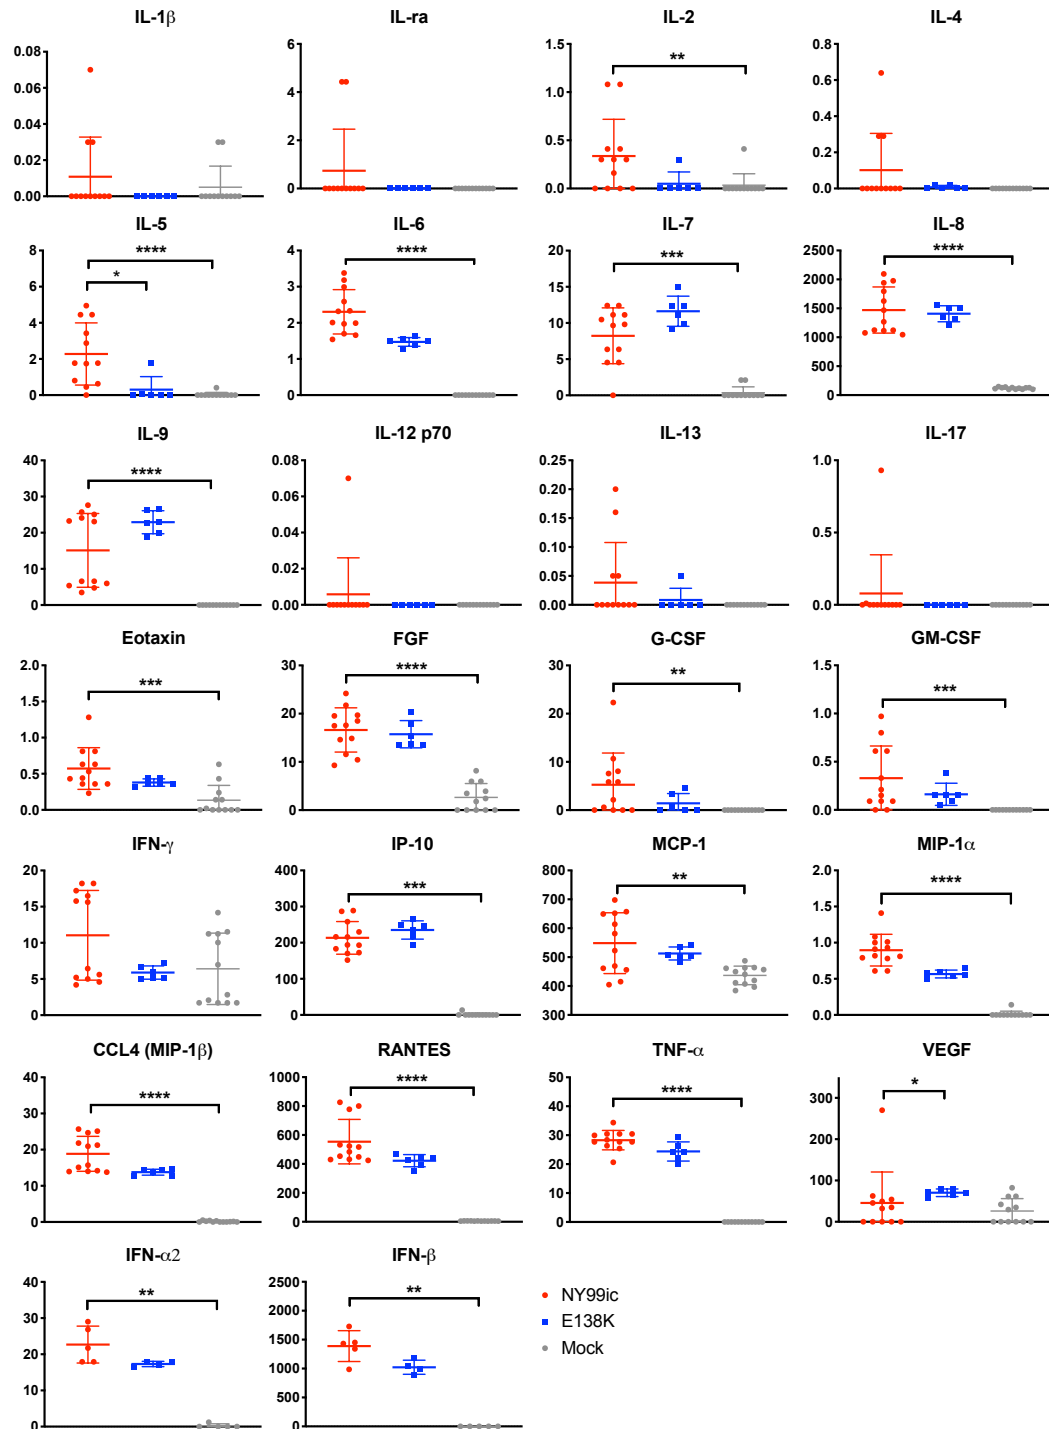 IL-1β IL-ra IL-2 IL-4
0.08 6 1.5 0.8
**
0.06 0.6
4 1.0
0.04 0.4
2 0.5
0.02 0.2
0.00 0 0.0 0.0
IL-5 IL-6 IL-7 IL-8
8 4 20 2500
**** **** *** ****
6 3 15 2000
* 1500
4 2 10
1000
2 1 5 500
0 0 0 0
IL-9 IL-12 p70 IL-13 IL-17
40 0.08 0.25 1.0
****
30 0.06 0.20
0.15
20 0.04 0.5
0.10
10 0.02 0.05
0 0.00 0.00 0.0
Eotaxin FGF G-CSF GM-CSF
2.0 30 30 1.5
*** **** ** ***
1.5
20 20 1.0
1.0
10 10 0.5
0.5
0.0 0 0 0.0
IFN-γ IP-10 MCP-1 MIP-1α
20 400 800 2.0
*** ** ****
15 300 700 1.5
600
10 200 1.0
500
5 100 400 0.5
0 0 300 0.0
CCL4 (MIP-1β) RANTES TNF-α VEGF
40 1000 50
**** **** **** *
30 800 40 300
600 30
20 200
400 20
10 200 10 100
0 0 0 0
IFN-α2 IFN-β
40 2500
** **
30 2000
1500
20
1000
10 500
0 0
NY99ic
E138K
Mock